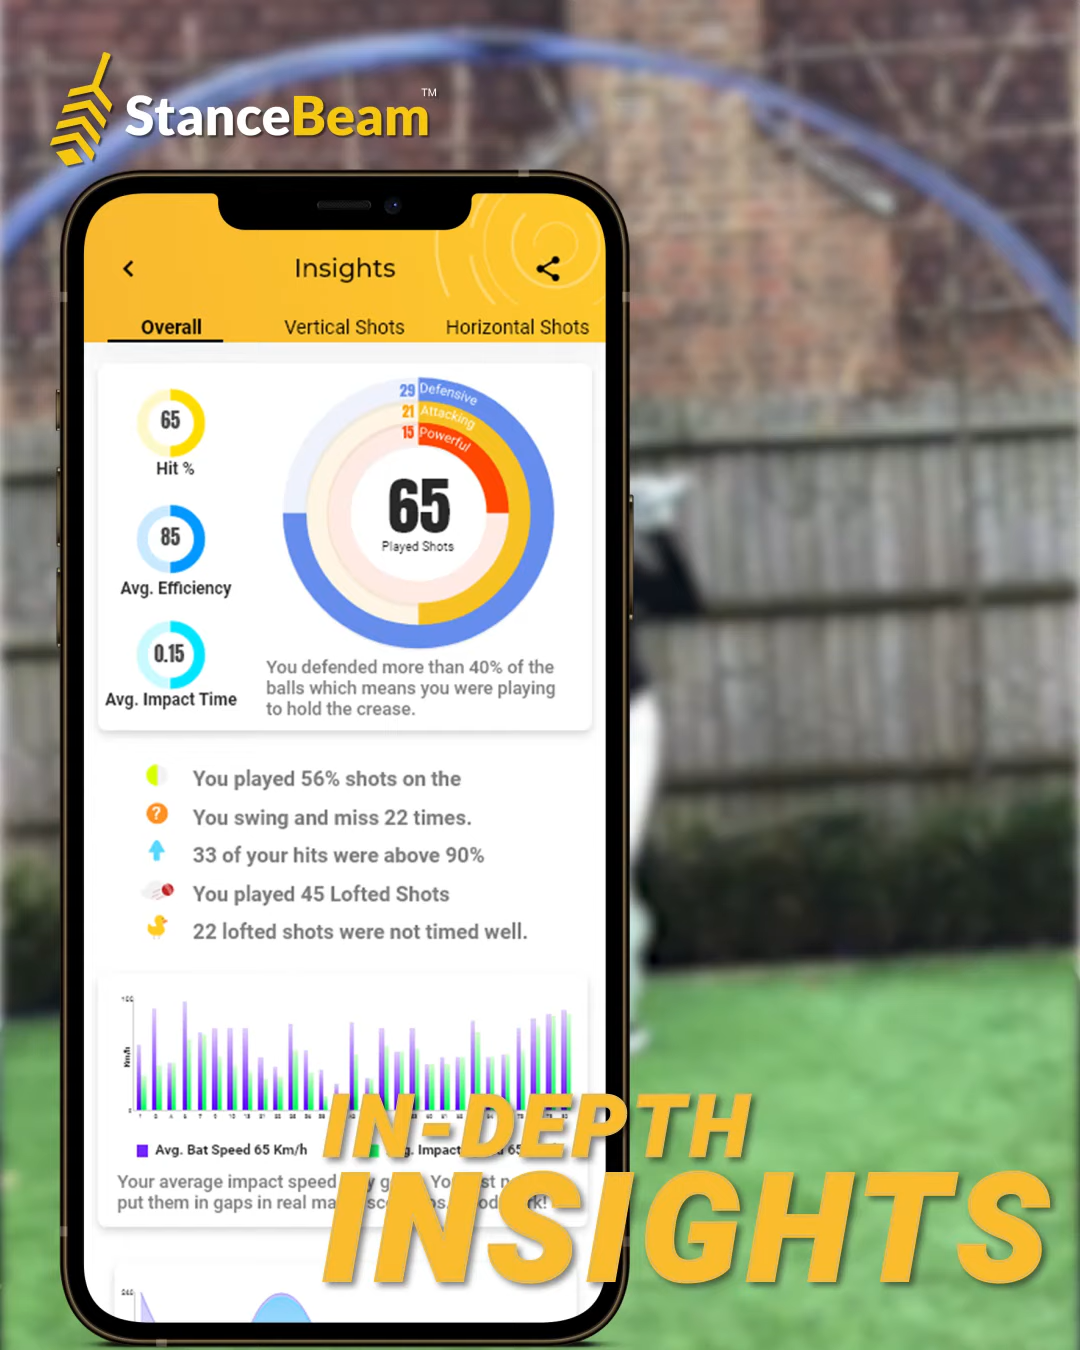 StanceBeam™
Insights
Overall
Vertical Shots
Horizontal Shots
65
Hit %
85
Avg. Efficiency
0.15
Avg. Impact Time
29 Defensive
21 Attacking
15 Powerful
65
Played Shots
You defended more than 40% of the
balls which means you were playing
to hold the crease.
You played 56% shots on the
You swing and miss 22 times.
33 of your hits were above 90%
You played 45 Lofted Shots
22 lofted shots were not timed well.
Km/h
Avg. Bat Speed 65 Km/h
Impact
65
Your average impact speed
put them in gaps in real
IN-DEPTH
INSIGHTS